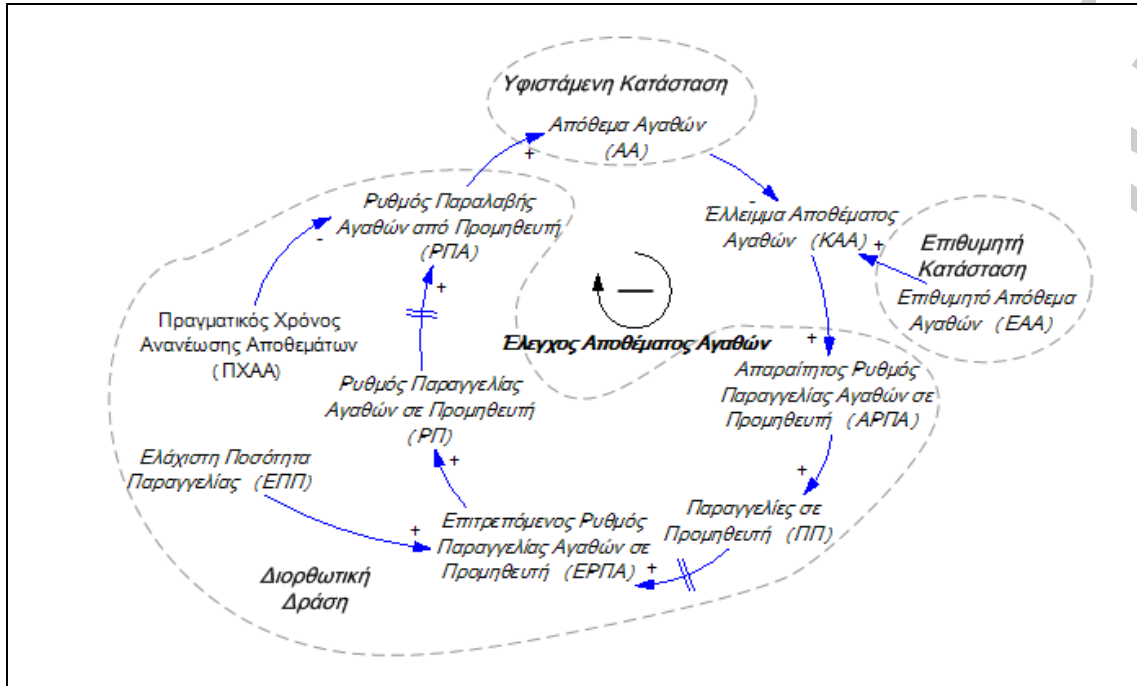 Υφιστάμενη Κατάσταση
Απόθεμα Αγαθών
(ΑΑ)
+
Ρυθμός Παραλαβής
Αγαθών από Προμηθευτή
(ΡΠΑ)
-
+
-
Έλλειμμα Αποθέματος
Αγαθών (ΚΑΑ)
+
Επιθυμητή
Κατάσταση
Επιθυμητό Απόθεμα
Αγαθών (ΕΑΑ)
Πραγματικός Χρόνος
Ανανέωσης Αποθεμάτων
(ΠΧΑΑ)
Έλεγχος Αποθέματος Αγαθών
+
Απαραίτητος Ρυθμός
Παραγγελίας Αγαθών σε
Προμηθευτή (ΑΡΠΑ)
Ρυθμός Παραγγελίας
Αγαθών σε Προμηθευτή
(ΡΠ)
+
+
Ελάχιστη Ποσότητα
Παραγγελίας (ΕΠΠ)
+
Παραγγελίες σε
Προμηθευτή (ΠΠ)
Επιτρεπόμενος Ρυθμός
Παραγγελίας Αγαθών σε
Προμηθευτή (ΕΡΠΑ)
+
Διορθωτική
Δράση